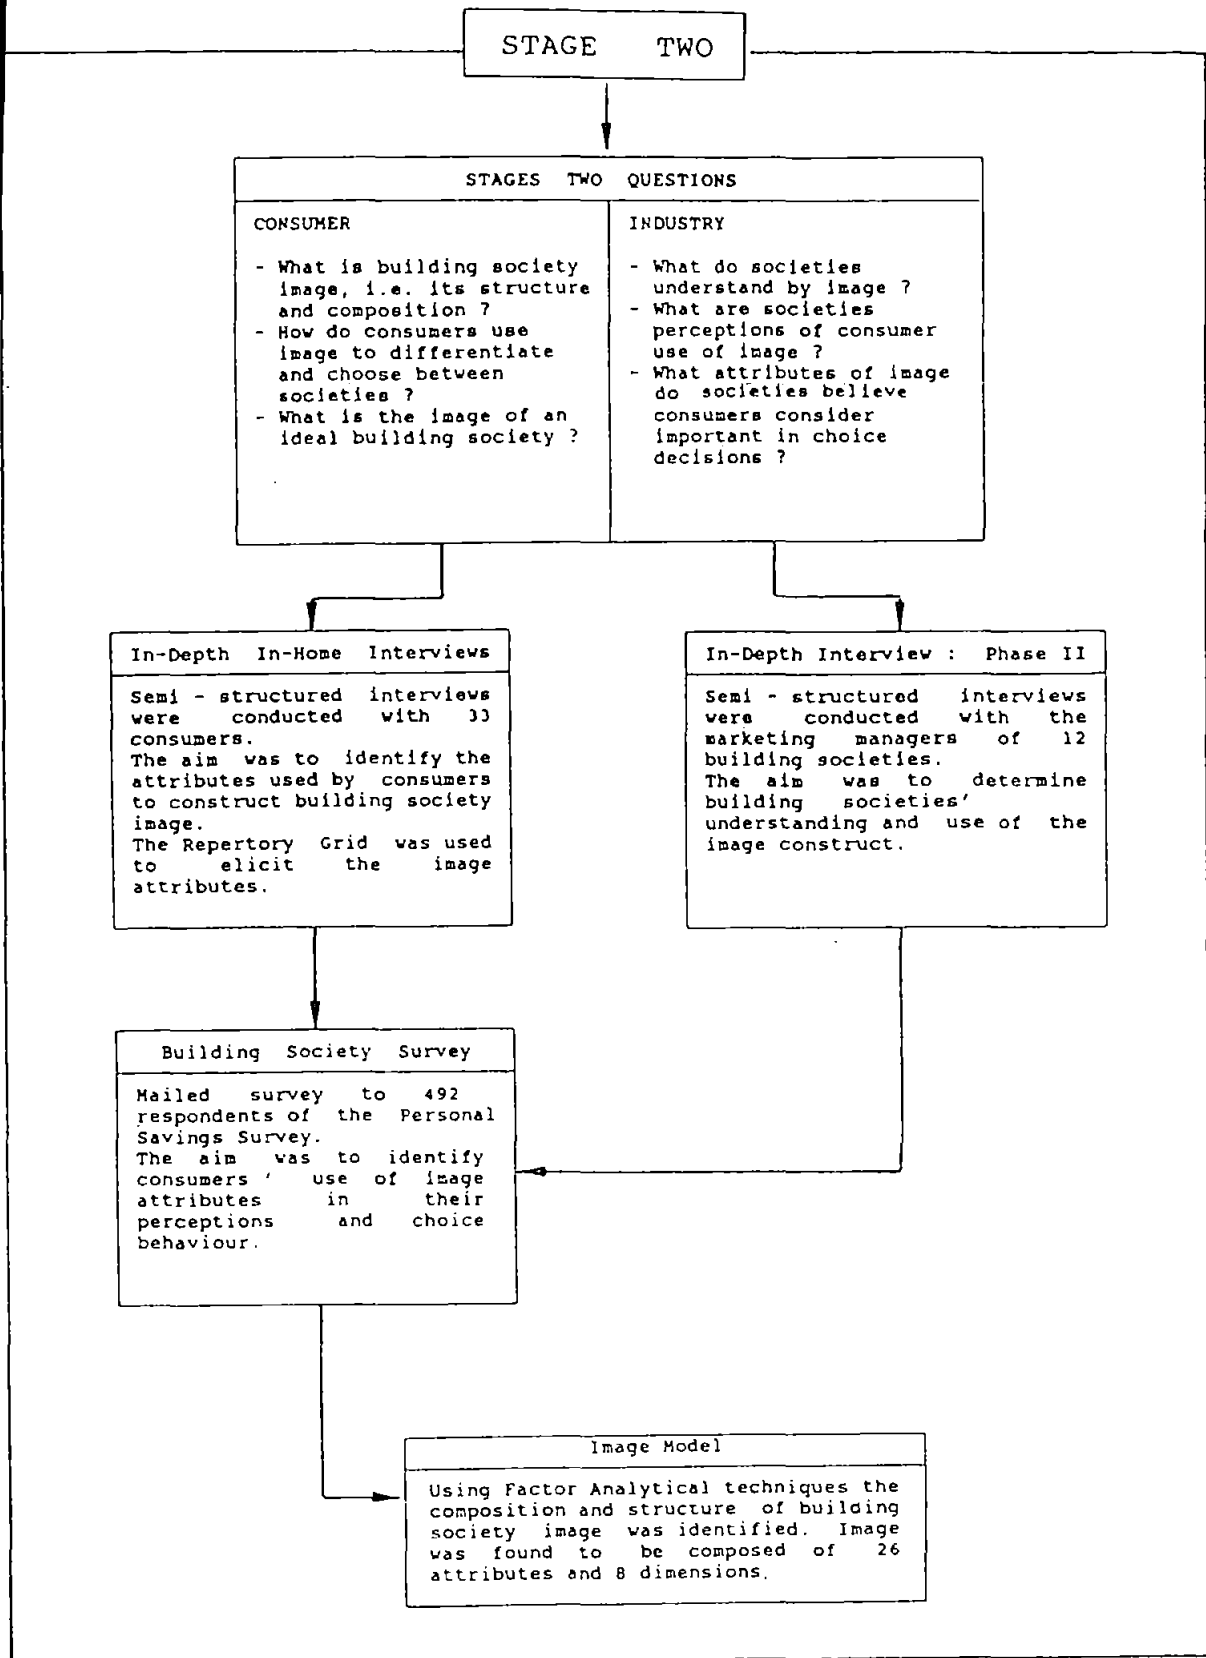 STAGE TWO
STAGES TWO QUESTIONS
CONSUMER
- What is building society
image, i.e. its structure
and composition ?
- How do consumers use
image to differentiate
and choose between
societies ?
- What is the image of an
ideal building society ?
INDUSTRY
- What do societies
understand by image ?
- What are societies
perceptions of consumer
use of image ?
- What attributes of image
do societies believe
consumers consider
important in choice
decisions ?
In-Depth In-Home Interviews
Semi - structured interviews
were conducted with 33
consumers.
The aim was to identify the
attributes used by consumers
to construct building society
image.
The Repertory Grid was used
to elicit the image
attributes.
In-Depth Interview : Phase II
Semi - structured interviews
were conducted with the
marketing managers of 12
building societies.
The aim was to determine
building societies'
understanding and use of the
image construct.
Building Society Survey
Mailed survey to 492
respondents of the Personal
Savings Survey.
The aim was to identify
consumers ' use of image
attributes in their
perceptions and choice
behaviour.
Image Model
Using Factor Analytical techniques the
composition and structure of building
society image was identified. Image
was found to be composed of 26
attributes and 8 dimensions.